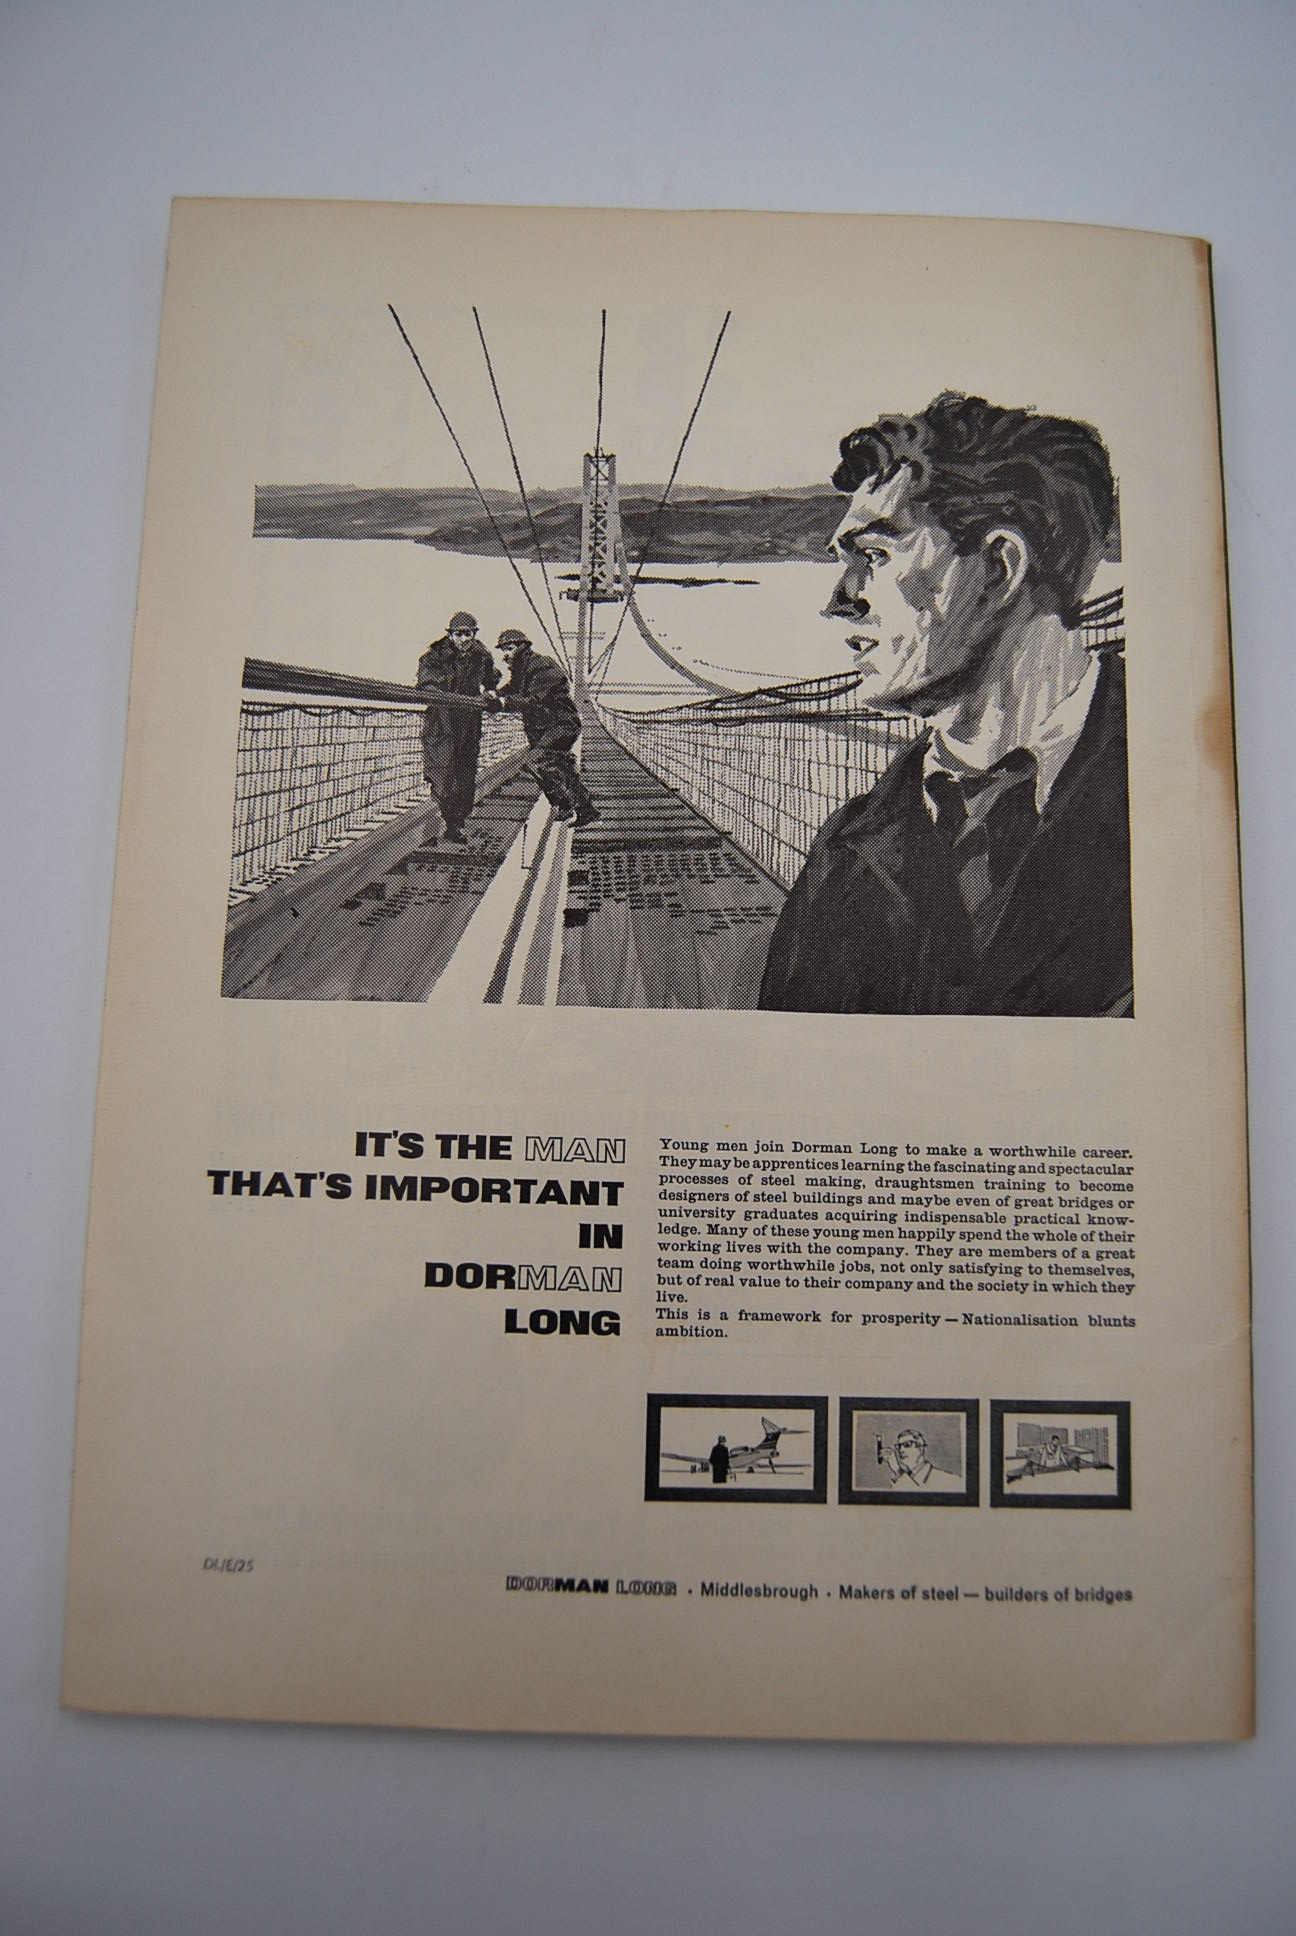 IT'S THE MAN
THAT'S IMPORTANT
IN
DORMAN
LONG
Young men join Dorman Long to make a worthwhile career.
They may be apprentices learning the fascinating and spectacular
processes of steel making, draughtsmen training to become
designers of steel buildings and maybe even of great bridges or
university graduates acquiring indispensable practical know-
ledge. Many of these young men happily spend the whole of their
working lives with the company. They are members of a great
team doing worthwhile jobs, not only satisfying to themselves,
but of real value to their company and the society in which they
live.
This is a framework for prosperity — Nationalisation blunts
ambition.
DL/E/25
DORMAN LONG · Middlesbrough · Makers of steel — builders of bridges